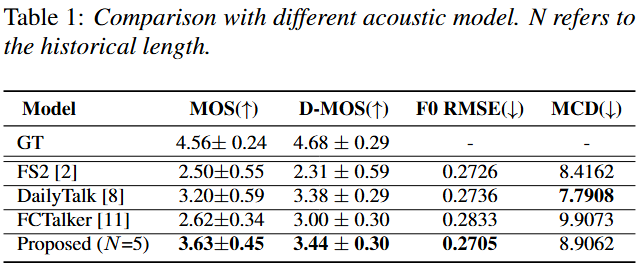 Table 1: Comparison with different acoustic model. N refers to
the historical length.
Model MOS(↑) D-MOS(↑) F0 RMSE(↓) MCD(↓)
GT 4.56± 0.24 4.68 ± 0.29 - -
FS2 [2] 2.50±0.55 2.31 ± 0.59 0.2726 8.4162
DailyTalk [8] 3.20±0.59 3.38 ± 0.29 0.2736 7.7908
FCTalker [11] 2.62±0.34 3.00 ± 0.30 0.2833 9.9073
Proposed (N=5) 3.63±0.45 3.44 ± 0.30 0.2705 8.9062